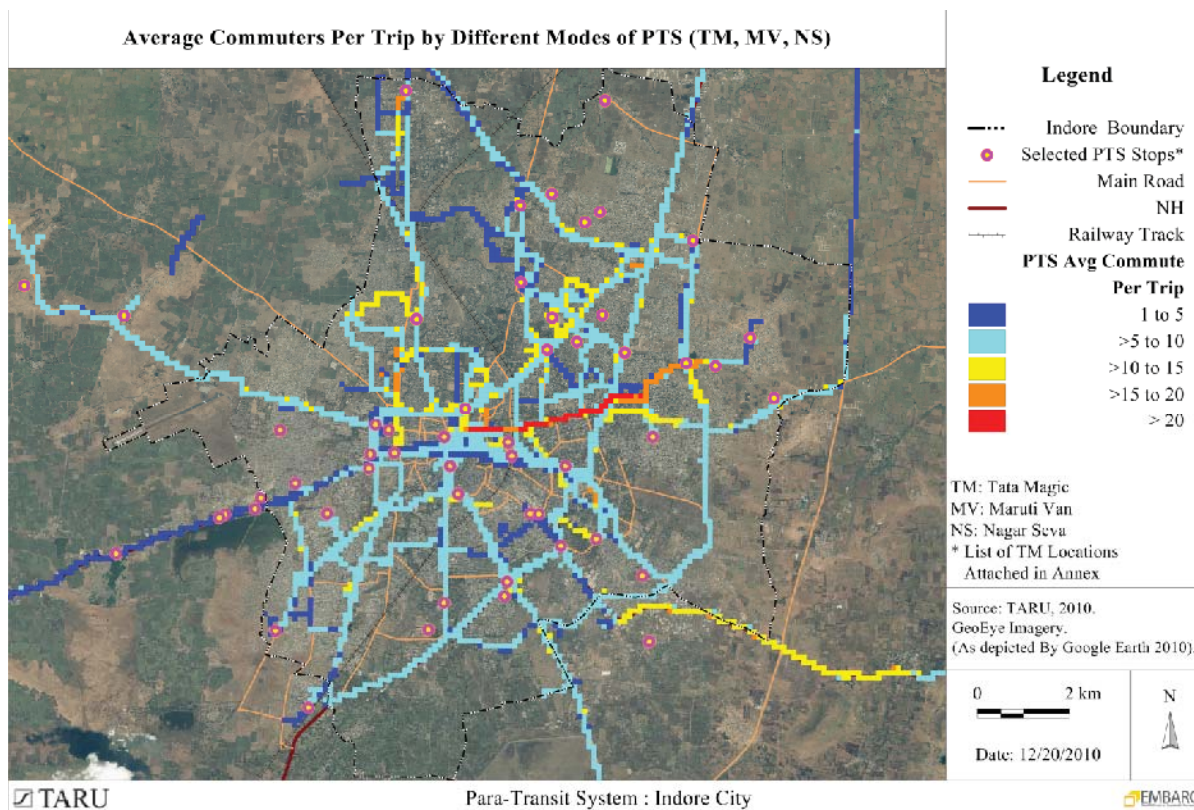 Average Commuters Per Trip by Different Modes of PTS (TM, MV, NS)
Legend
Indore Boundary
Selected PTS Stops*
Main Road
NH
Railway Track
PTS Avg Commute
Per Trip
1 to 5
>5 to 10
>10 to 15
>15 to 20
> 20
TM: Tata Magic
MV: Maruti Van
NS: Nagar Seva
* List of TM Locations
Attached in Annex
Source: TARU, 2010.
GeoEye Imagery.
(As depicted By Google Earth 2010).
0 2 km
N
Date: 12/20/2010
TARU
Para-Transit System : Indore City
EMBARQ